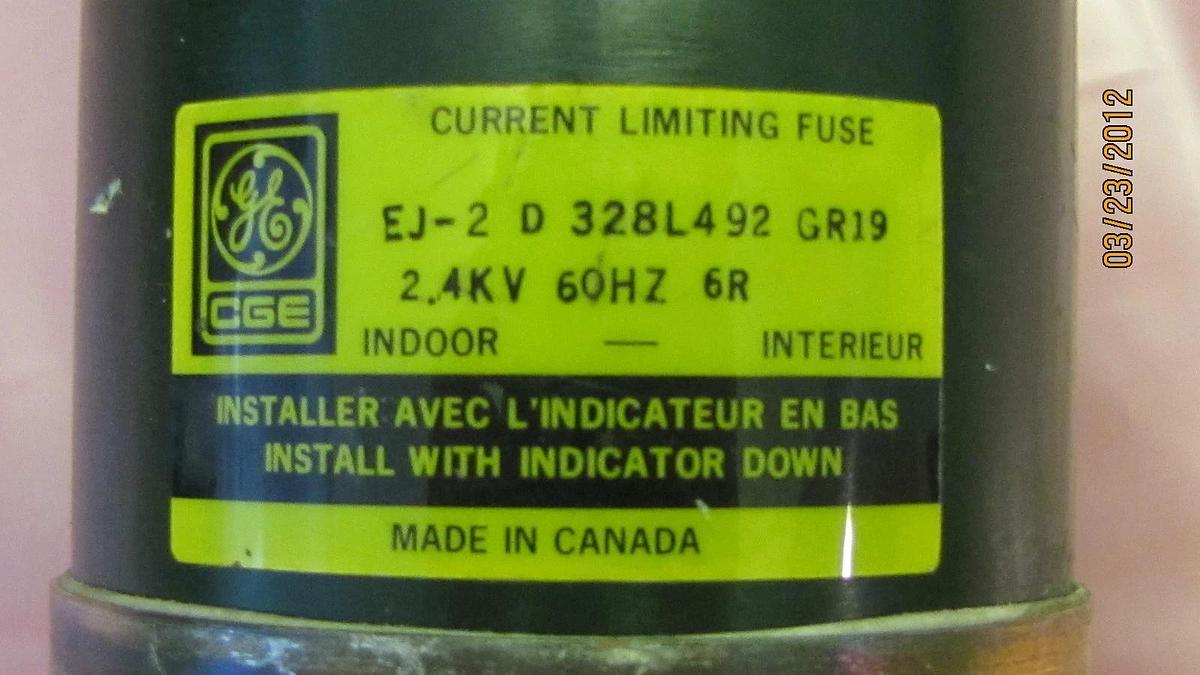 CURRENT LIMITING FUSE
EJ-2 D 328L492 GR19
2.4KV 60HZ 6R
GE
CGE
INDOOR — INTERIEUR
INSTALLER AVEC L'INDICATEUR EN BAS
INSTALL WITH INDICATOR DOWN
MADE IN CANADA
03/23/2012